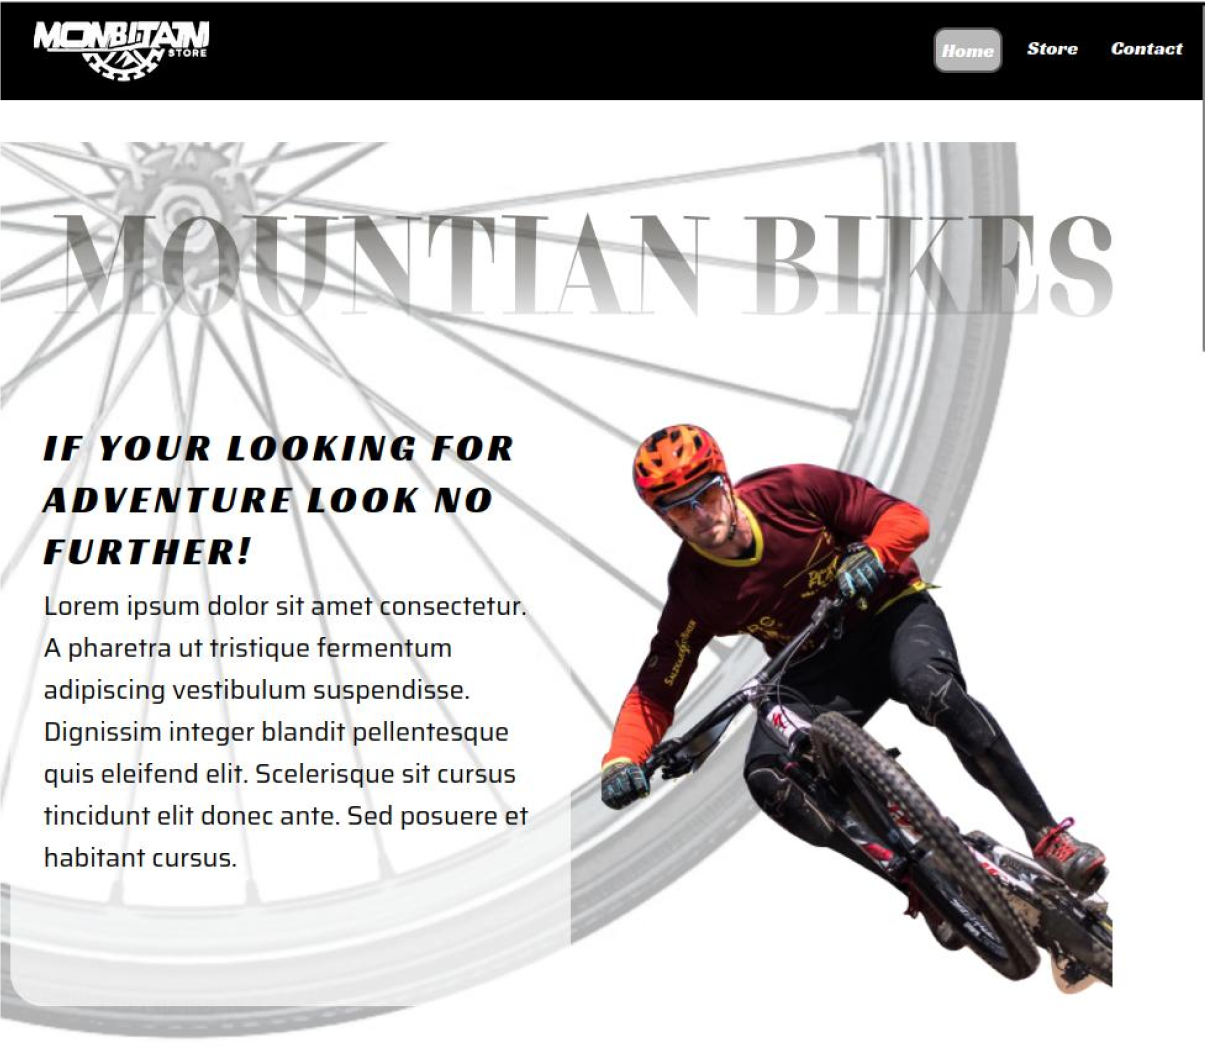 STORE
Home Store Contact
MOUNTIAN BIKES
IF YOUR LOOKING FOR
ADVENTURE LOOK NO
FURTHER!
Lorem ipsum dolor sit amet consectetur.
A pharetra ut tristique fermentum
adipiscing vestibulum suspendisse.
Dignissim integer blandit pellentesque
quis eleifend elit. Scelerisque sit cursus
tincidunt elit donec ante. Sed posuere et
habitant cursus.